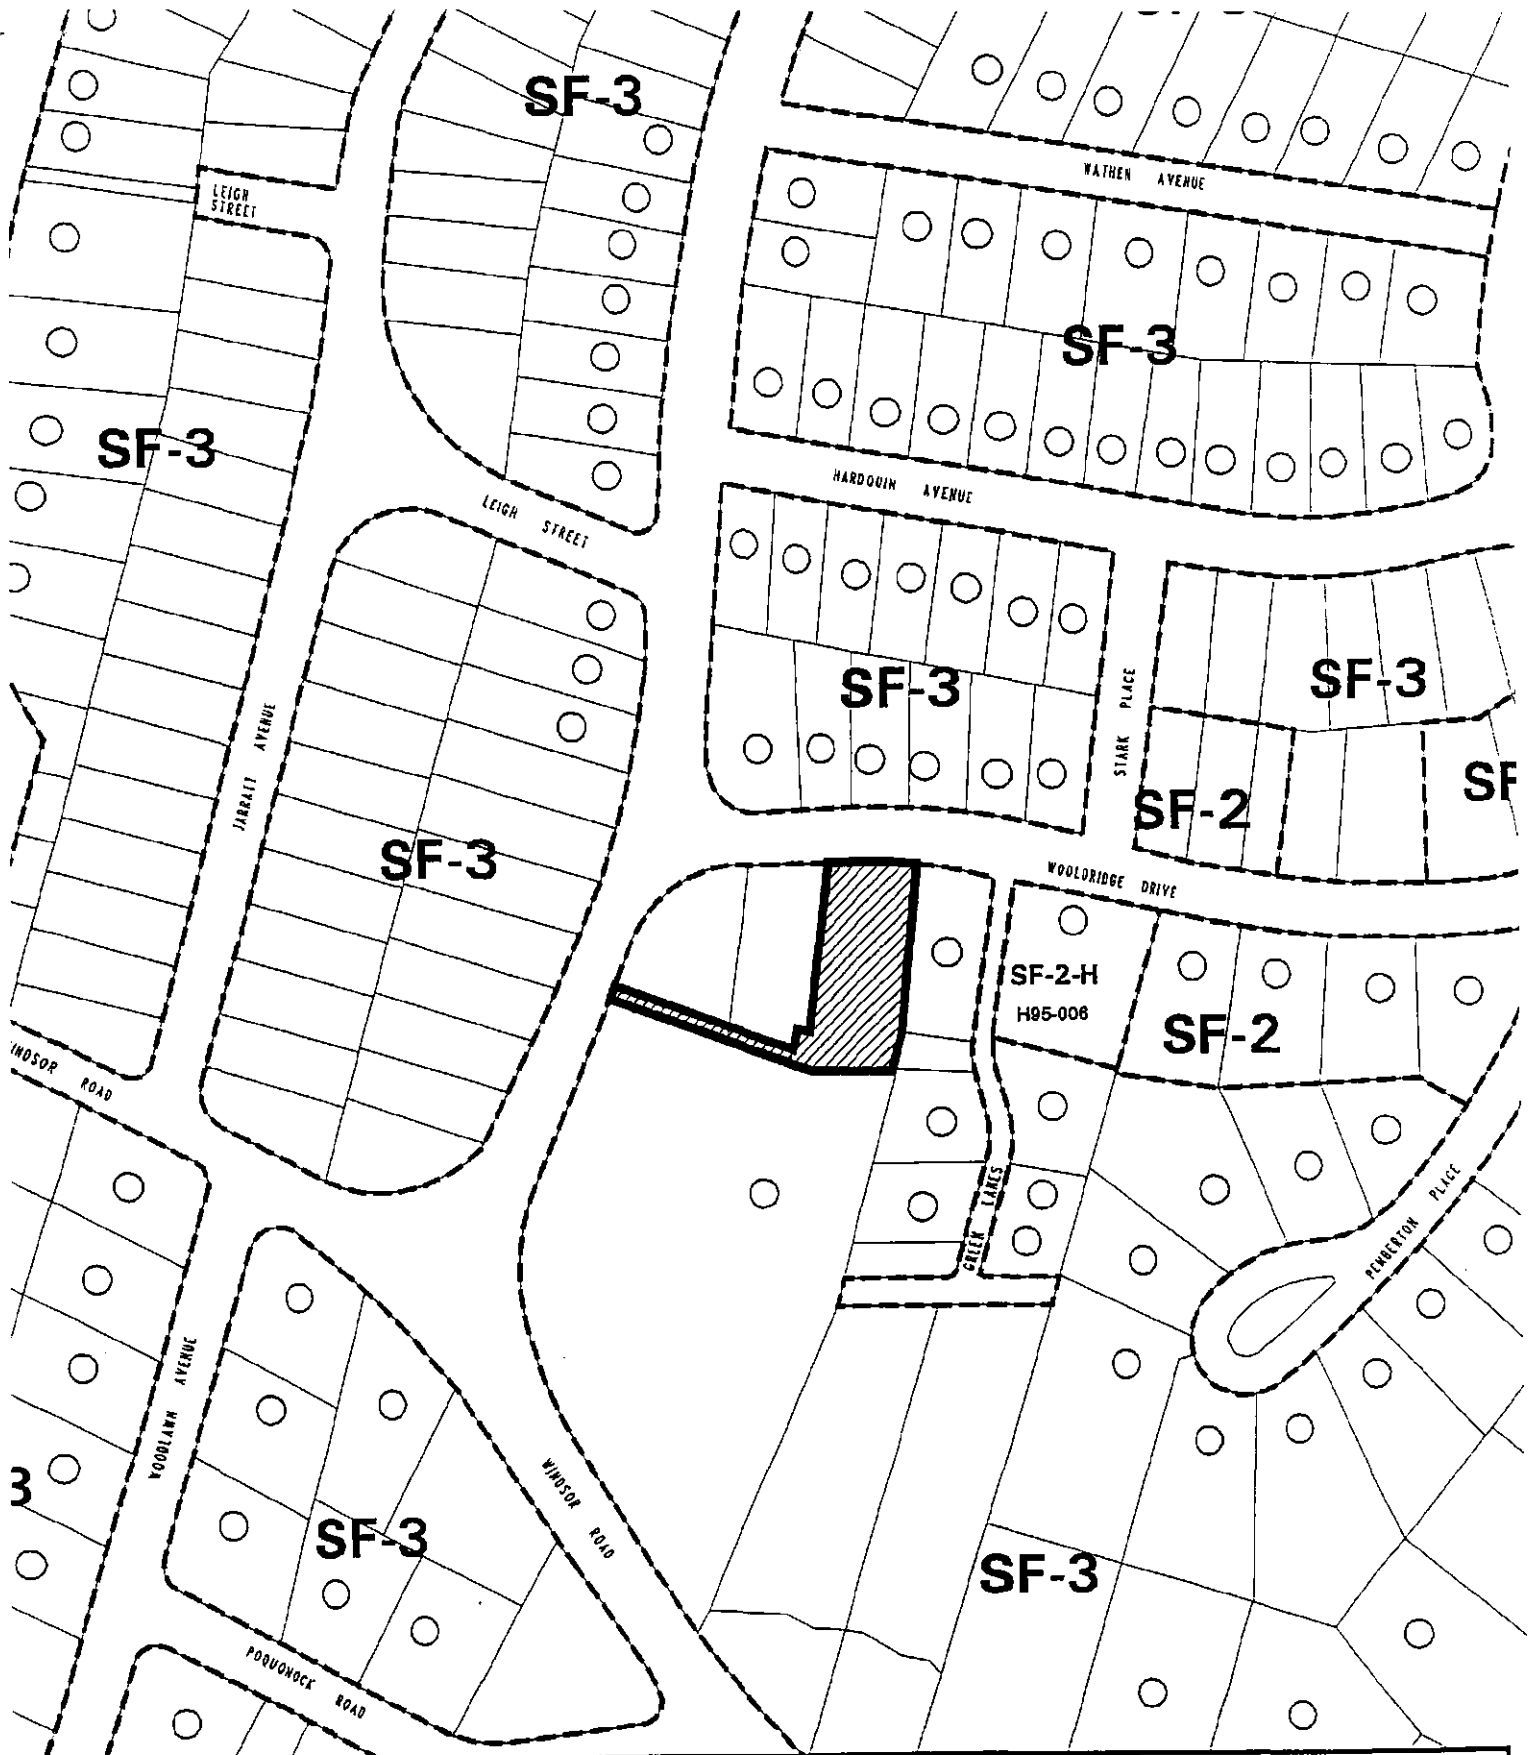 SF-3
WATHEN AVENUE
LEIGH
STREET
SF-3
SF-3
HARDOUIN AVENUE
LEIGH STREET
SF-3
SF-3
STARK PLACE
JARRATT AVENUE
SF-2
SF
SF-3
WOOLDRIDGE DRIVE
SF-2-H
H95-006
SF-2
WINDSOR ROAD
GREEK LAKES
PEMBERTON PLACE
WOODLAWN AVENUE
3
WINDSOR ROAD
SF-3
SF-3
POQUONOCK ROAD